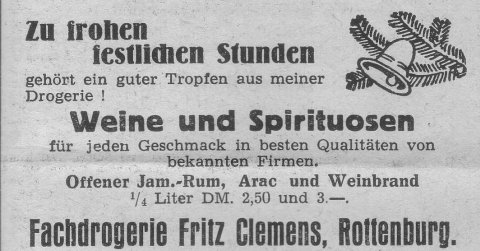 Zu frohen
festlichen Stunden
gehört ein guter Tropfen aus meiner
Drogerie !
Weine und Spirituosen
für jeden Geschmack in besten Qualitäten von
bekannten Firmen.
Offener Jam.-Rum, Arac und Weinbrand
¼ Liter DM. 2,50 und 3.—.
Fachdrogerie Fritz Clemens, Rottenburg.